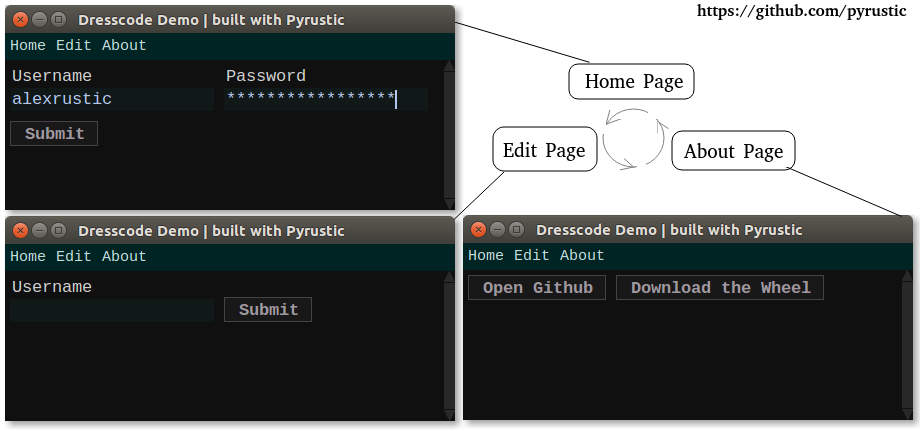 https://github.com/pyrustic
Dresscode Demo | built with Pyrustic
Home Edit About
Username Password
alexrustic *****************
Submit
Home Page
Edit Page
About Page
Dresscode Demo | built with Pyrustic
Home Edit About
Username
Submit
Dresscode Demo | built with Pyrustic
Home Edit About
Open Github Download the Wheel